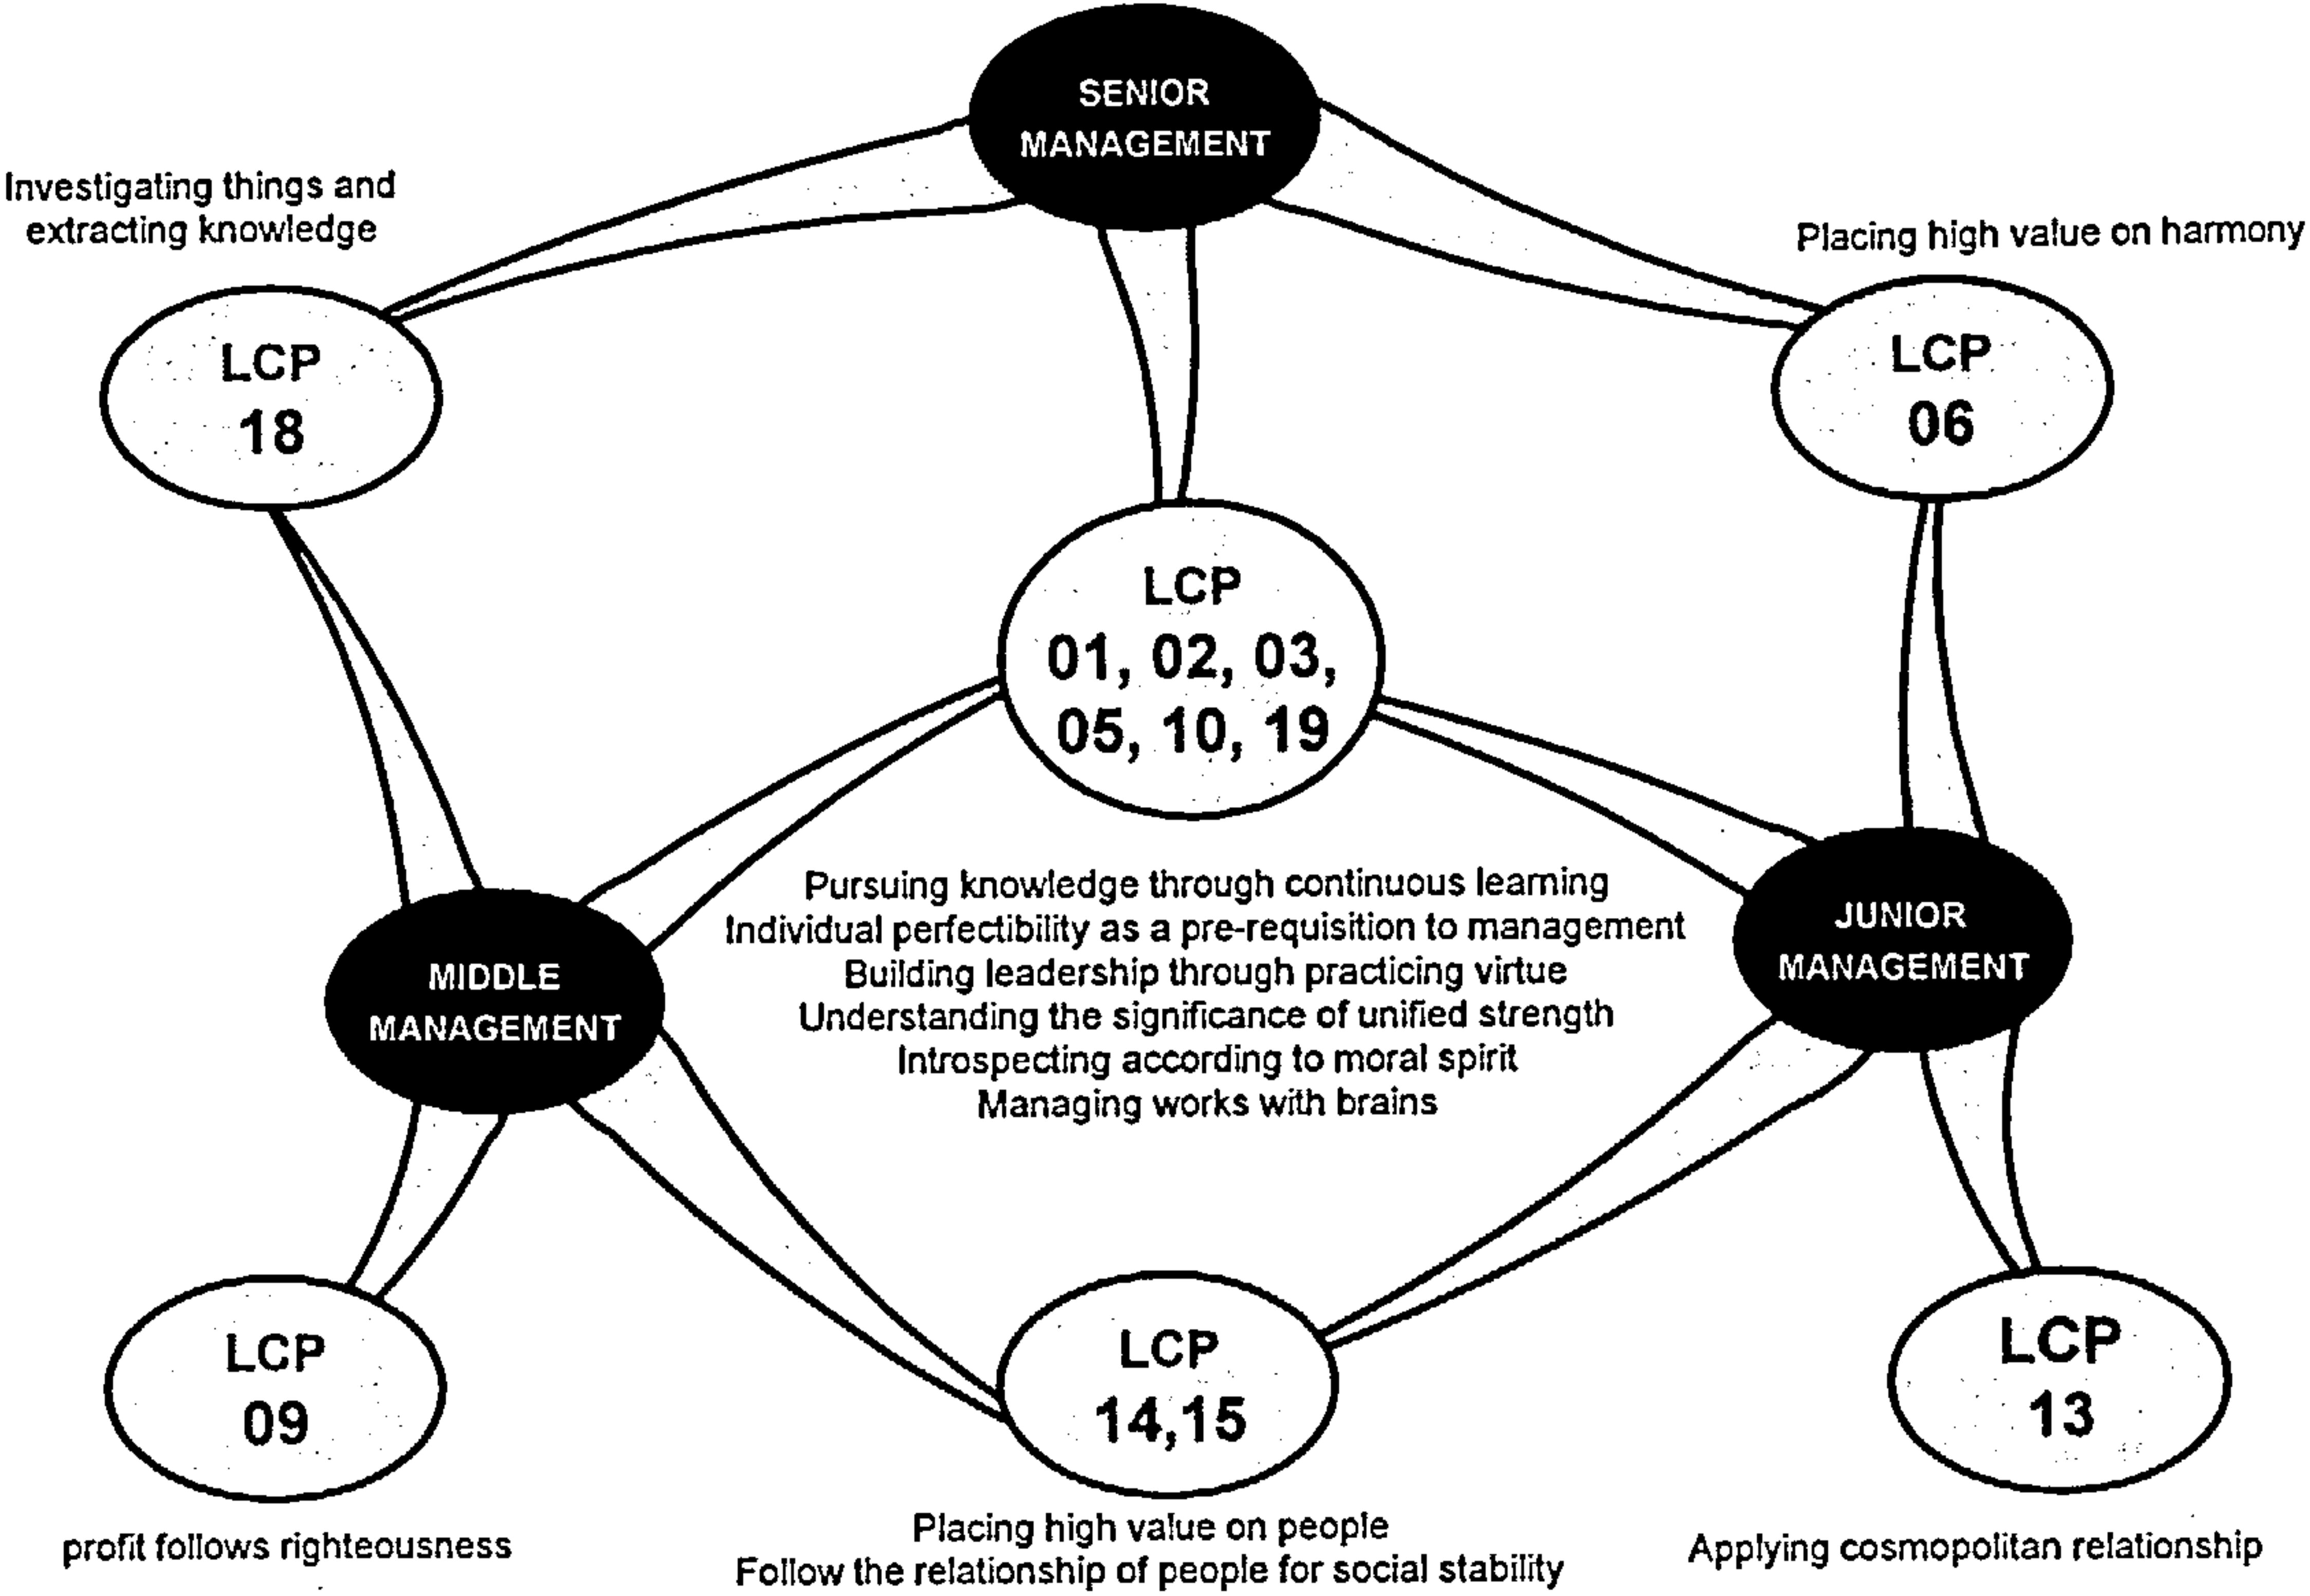 SENIOR
MANAGEMENT
Investigating things and
extracting knowledge
Placing high value on harmony
LCP
18
LCP
06
LCP
01, 02, 03,
05, 10, 19
Pursuing knowledge through continuous learning
Individual perfectibility as a pre-requisition to management
Building leadership through practicing virtue
Understanding the significance of unified strength
Introspecting according to moral spirit
Managing works with brains
MIDDLE
MANAGEMENT
JUNIOR
MANAGEMENT
LCP
09
LCP
14,15
LCP
13
profit follows righteousness
Placing high value on people
Follow the relationship of people for social stability
Applying cosmopolitan relationship